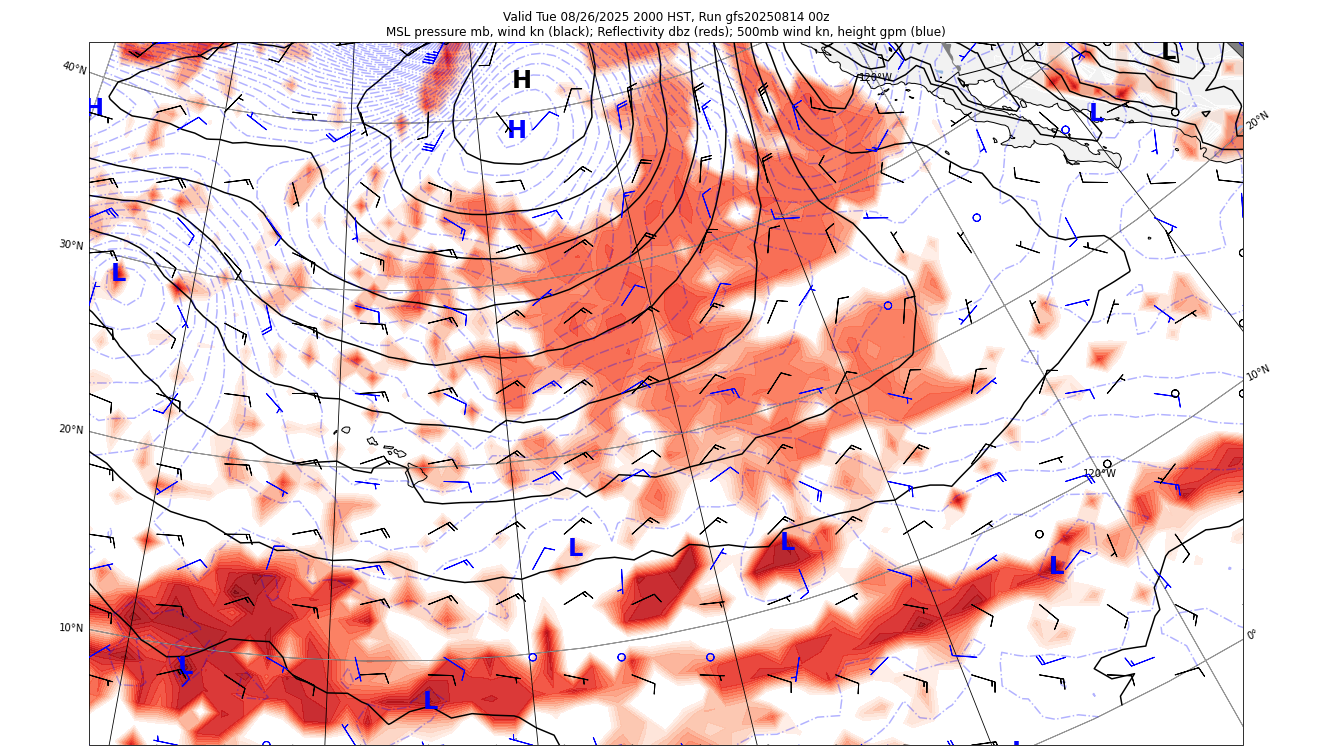 Valid Tue 08/26/2025 2000 HST, Run gfs20250814 00z
MSL pressure mb, wind kn (black); Reflectivity dbz (reds); 500mb wind kn, height gpm (blue)
40°N
H
120°W
L
H
L
20°N
H
30°N
L
10°N
20°N
120°W
L
L
L
10°N
0°
L
L